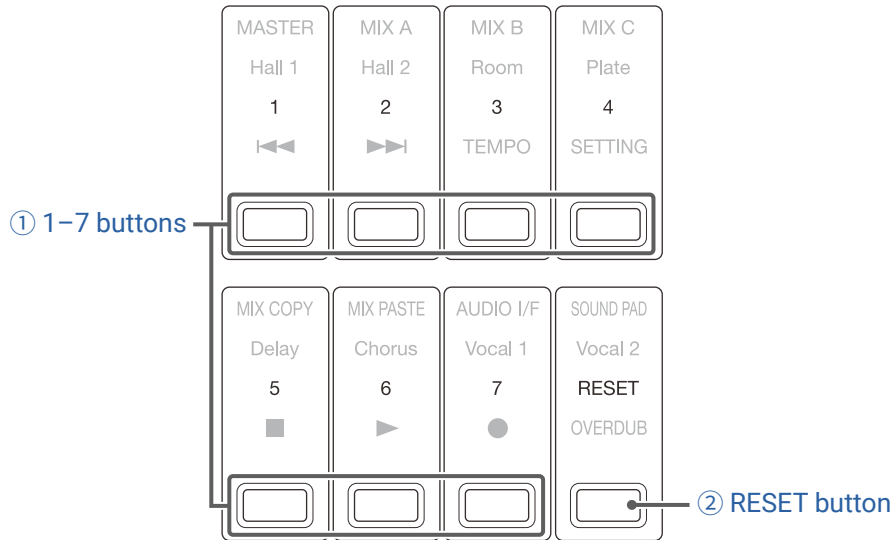 MASTER MIX A MIX B MIX C
Hall 1 Hall 2 Room Plate
1 2 3 4
TEMPO SETTING
① 1–7 buttons
MIX COPY MIX PASTE AUDIO I/F SOUND PAD
Delay Chorus Vocal 1 Vocal 2
5 6 7 RESET
OVERDUB
② RESET button